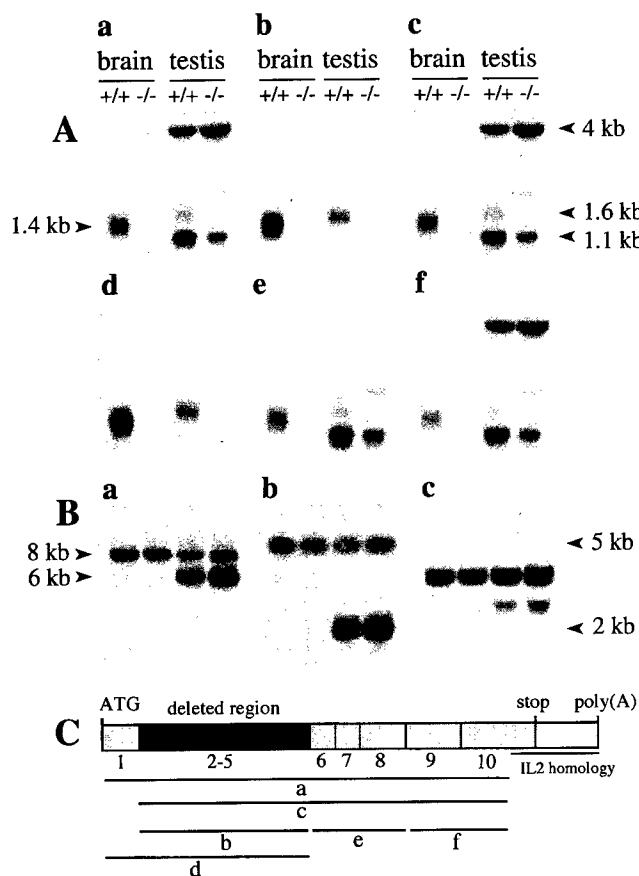 a b c
brain testis brain testis brain testis
+/+ -/- +/+ -/- +/+ -/- +/+ -/- +/+ -/- +/+ -/-
A
4 kb
1.4 kb
1.6 kb
1.1 kb
d e f
B
a b c
8 kb
6 kb
5 kb
2 kb
ATG deleted region stop poly(A)
C
1 2-5 6 7 8 9 10 IL2 homology
a
c
b e f
d